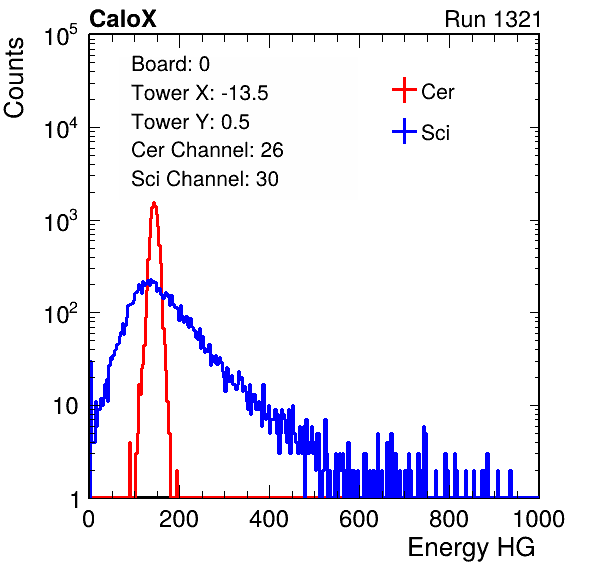 CaloX Run 1321
Counts
Board: 0
Tower X: -13.5
Tower Y: 0.5
Cer Channel: 26
Sci Channel: 30
Cer
Sci
10^5
10^4
10^3
10^2
10
1
0 200 400 600 800 1000
Energy HG